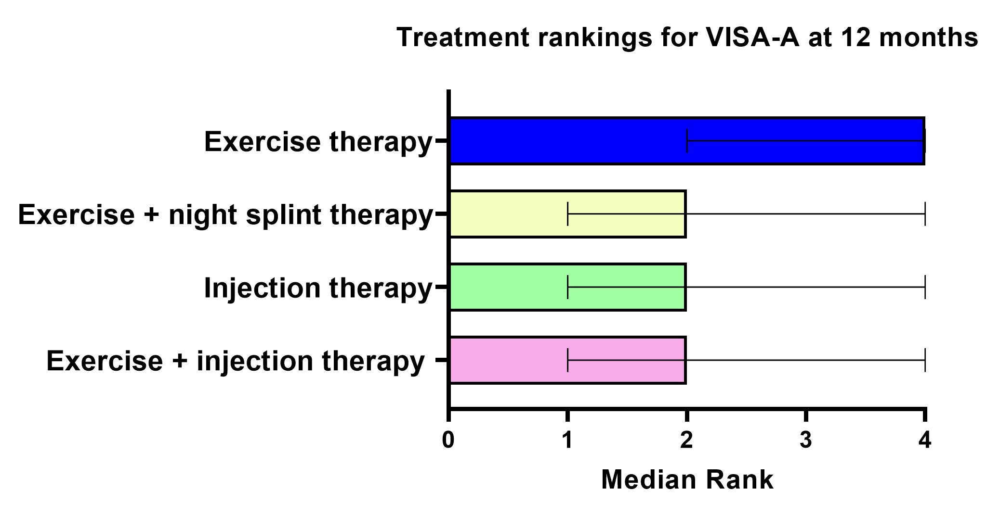 Treatment rankings for VISA-A at 12 months
Exercise therapy
Exercise + night splint therapy
Injection therapy
Exercise + injection therapy
0 1 2 3 4
Median Rank